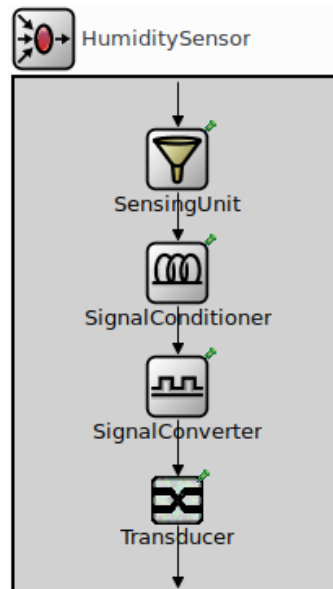 HumiditySensor
SensingUnit
SignalConditioner
SignalConverter
Transducer